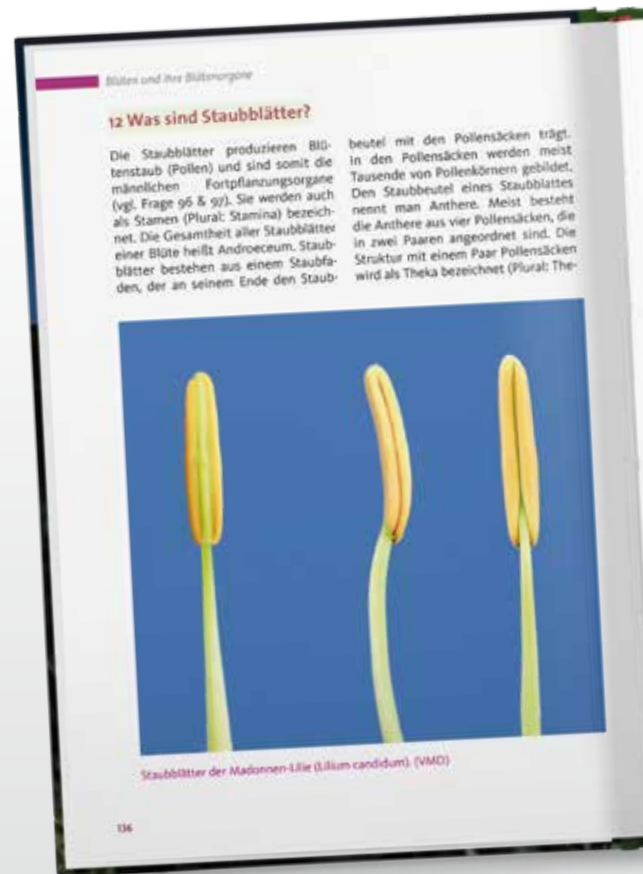 Blüten und ihre Blütenorgane
12 Was sind Staubblätter?
Die Staubblätter produzieren Blü-
tenstaub (Pollen) und sind somit die
männlichen Fortpflanzungsorgane
(vgl. Frage 96 & 97). Sie werden auch
als Stamen (Plural: Stamina) bezeich-
net. Die Gesamtheit aller Staubblätter
einer Blüte heißt Androeceum. Staub-
blätter bestehen aus einem Staubfa-
den, der an seinem Ende den Staub-
beutel mit den Pollensäcken trägt.
In den Pollensäcken werden meist
Tausende von Pollenkörnern gebildet.
Den Staubbeutel eines Staubblattes
nennt man Anthere. Meist besteht
die Anthere aus vier Pollensäcken, die
in zwei Paaren angeordnet sind. Die
Struktur mit einem Paar Pollensäcken
wird als Theka bezeichnet (Plural: The-
Staubblätter der Madonnen-Lilie (Lilium candidum). (VMD)
136